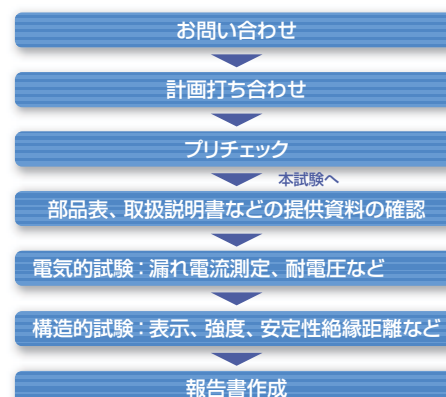 お問い合わせ
計画打ち合わせ
プリチェック
本試験へ
部品表、取扱説明書などの提供資料の確認
電気的試験：漏れ電流測定、耐電圧など
構造的試験：表示、強度、安定性絶縁距離など
報告書作成